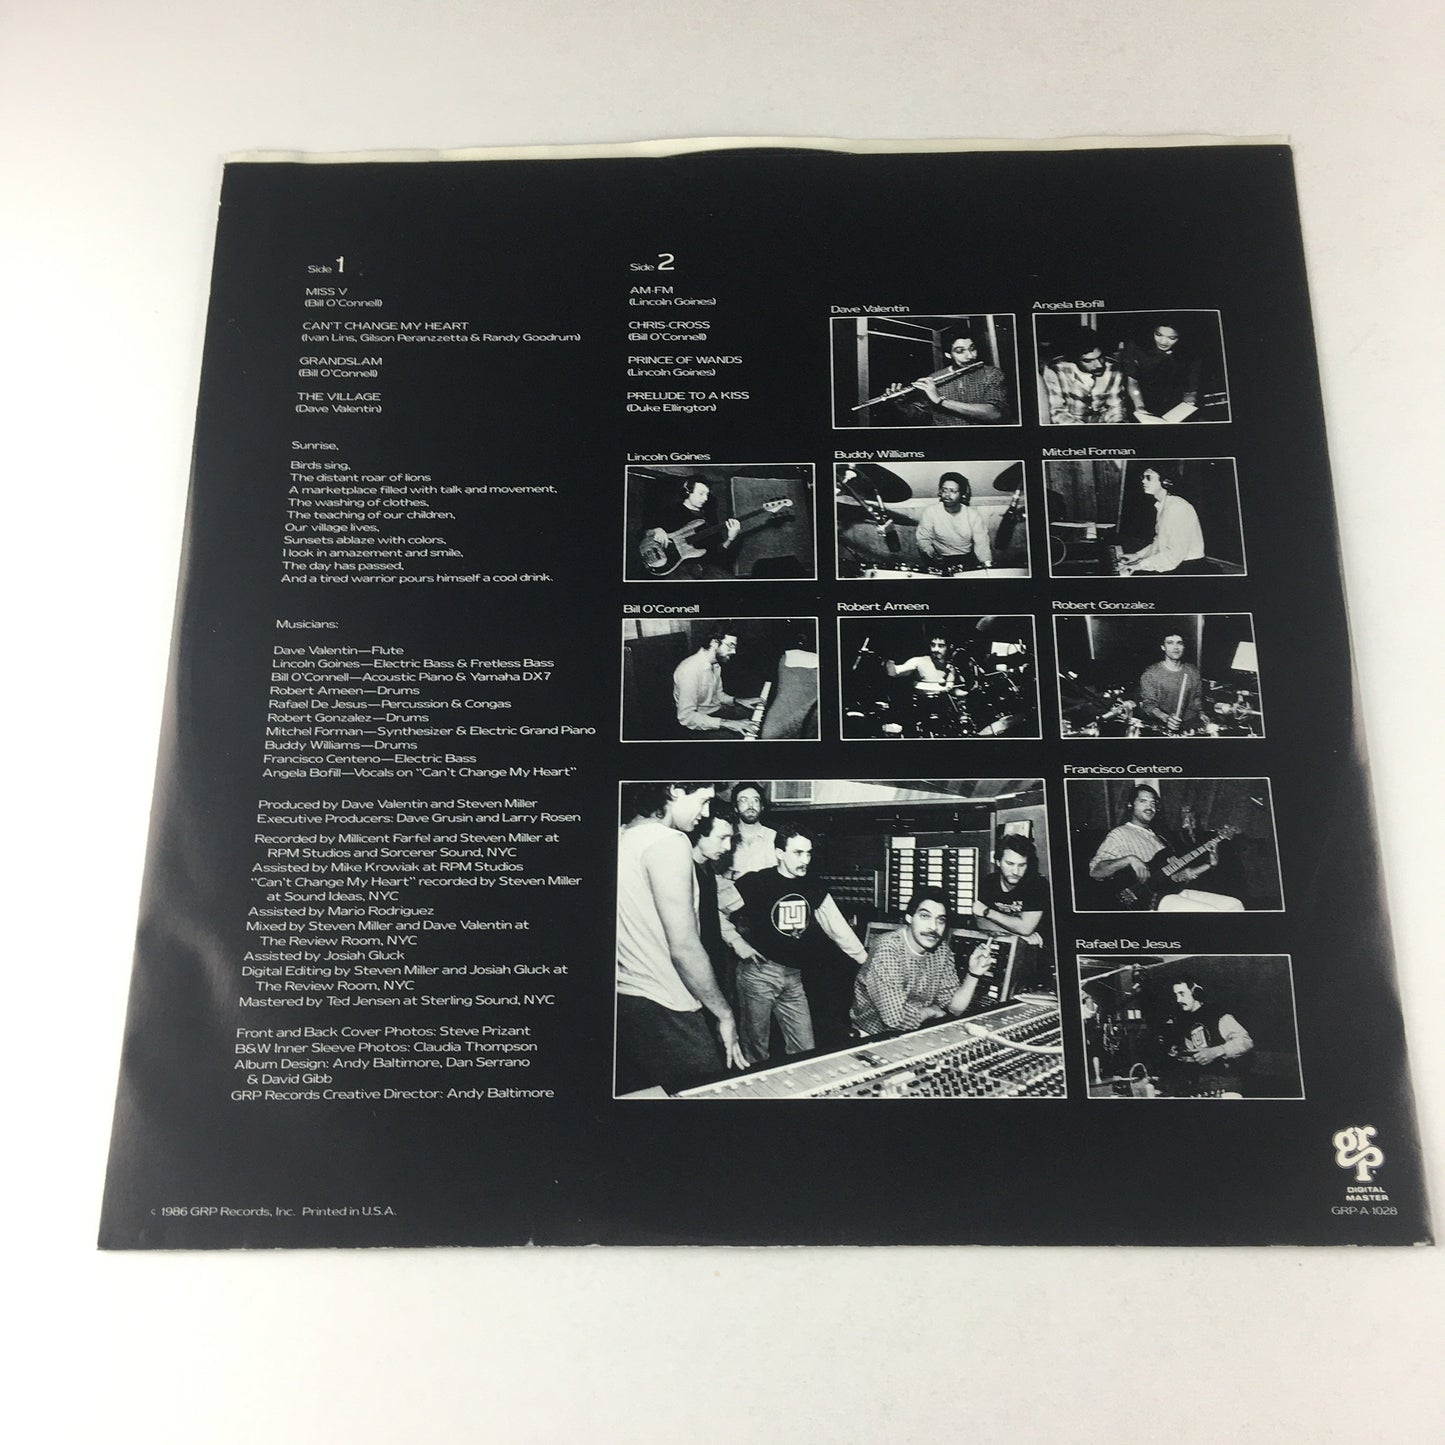 Side 1
MISS V
(Bill O'Connell)
CAN'T CHANGE MY HEART
(Ivan Lins, Gilson Peranzzetta & Randy Goodrum)
GRANDSLAM
(Bill O'Connell)
THE VILLAGE
(Dave Valentin)
Sunrise,
Birds sing,
The distant roar of lions
A marketplace filled with talk and movement,
The washing of clothes,
The teaching of our children,
Our village lives,
Sunsets ablaze with colors,
I look in amazement and smile,
The day has passed,
And a tired warrior pours himself a cool drink.
Musicians:
Dave Valentin—Flute
Lincoln Goines—Electric Bass & Fretless Bass
Bill O'Connell—Acoustic Piano & Yamaha DX7
Robert Ameen—Drums
Rafael De Jesus—Percussion & Congas
Robert Gonzalez—Drums
Mitchel Forman—Synthesizer & Electric Grand Piano
Buddy Williams—Drums
Francisco Centeno—Electric Bass
Angela Bofill—Vocals on "Can't Change My Heart"
Produced by Dave Valentin and Steven Miller
Executive Producers: Dave Grusin and Larry Rosen
Recorded by Millicent Farfel and Steven Miller at
RPM Studios and Sorcerer Sound, NYC
Assisted by Mike Krowiak at RPM Studios
"Can't Change My Heart" recorded by Steven Miller
at Sound Ideas, NYC
Assisted by Mario Rodriguez
Mixed by Steven Miller and Dave Valentin at
The Review Room, NYC
Assisted by Josiah Gluck
Digital Editing by Steven Miller and Josiah Gluck at
The Review Room, NYC
Mastered by Ted Jensen at Sterling Sound, NYC
Front and Back Cover Photos: Steve Prizant
B&W Inner Sleeve Photos: Claudia Thompson
Album Design: Andy Baltimore, Dan Serrano
& David Gibb
GRP Records Creative Director: Andy Baltimore
Side 2
AM-FM
(Lincoln Goines)
CHRIS-CROSS
(Bill O'Connell)
PRINCE OF WANDS
(Lincoln Goines)
PRELUDE TO A KISS
(Duke Ellington)
Dave Valentin
Angela Bofill
Lincoln Goines
Buddy Williams
Mitchel Forman
Bill O'Connell
Robert Ameen
Robert Gonzalez
Francisco Centeno
Rafael De Jesus
© 1986 GRP Records, Inc. Printed in U.S.A.
grp
DIGITAL
MASTER
GRP-A-1028